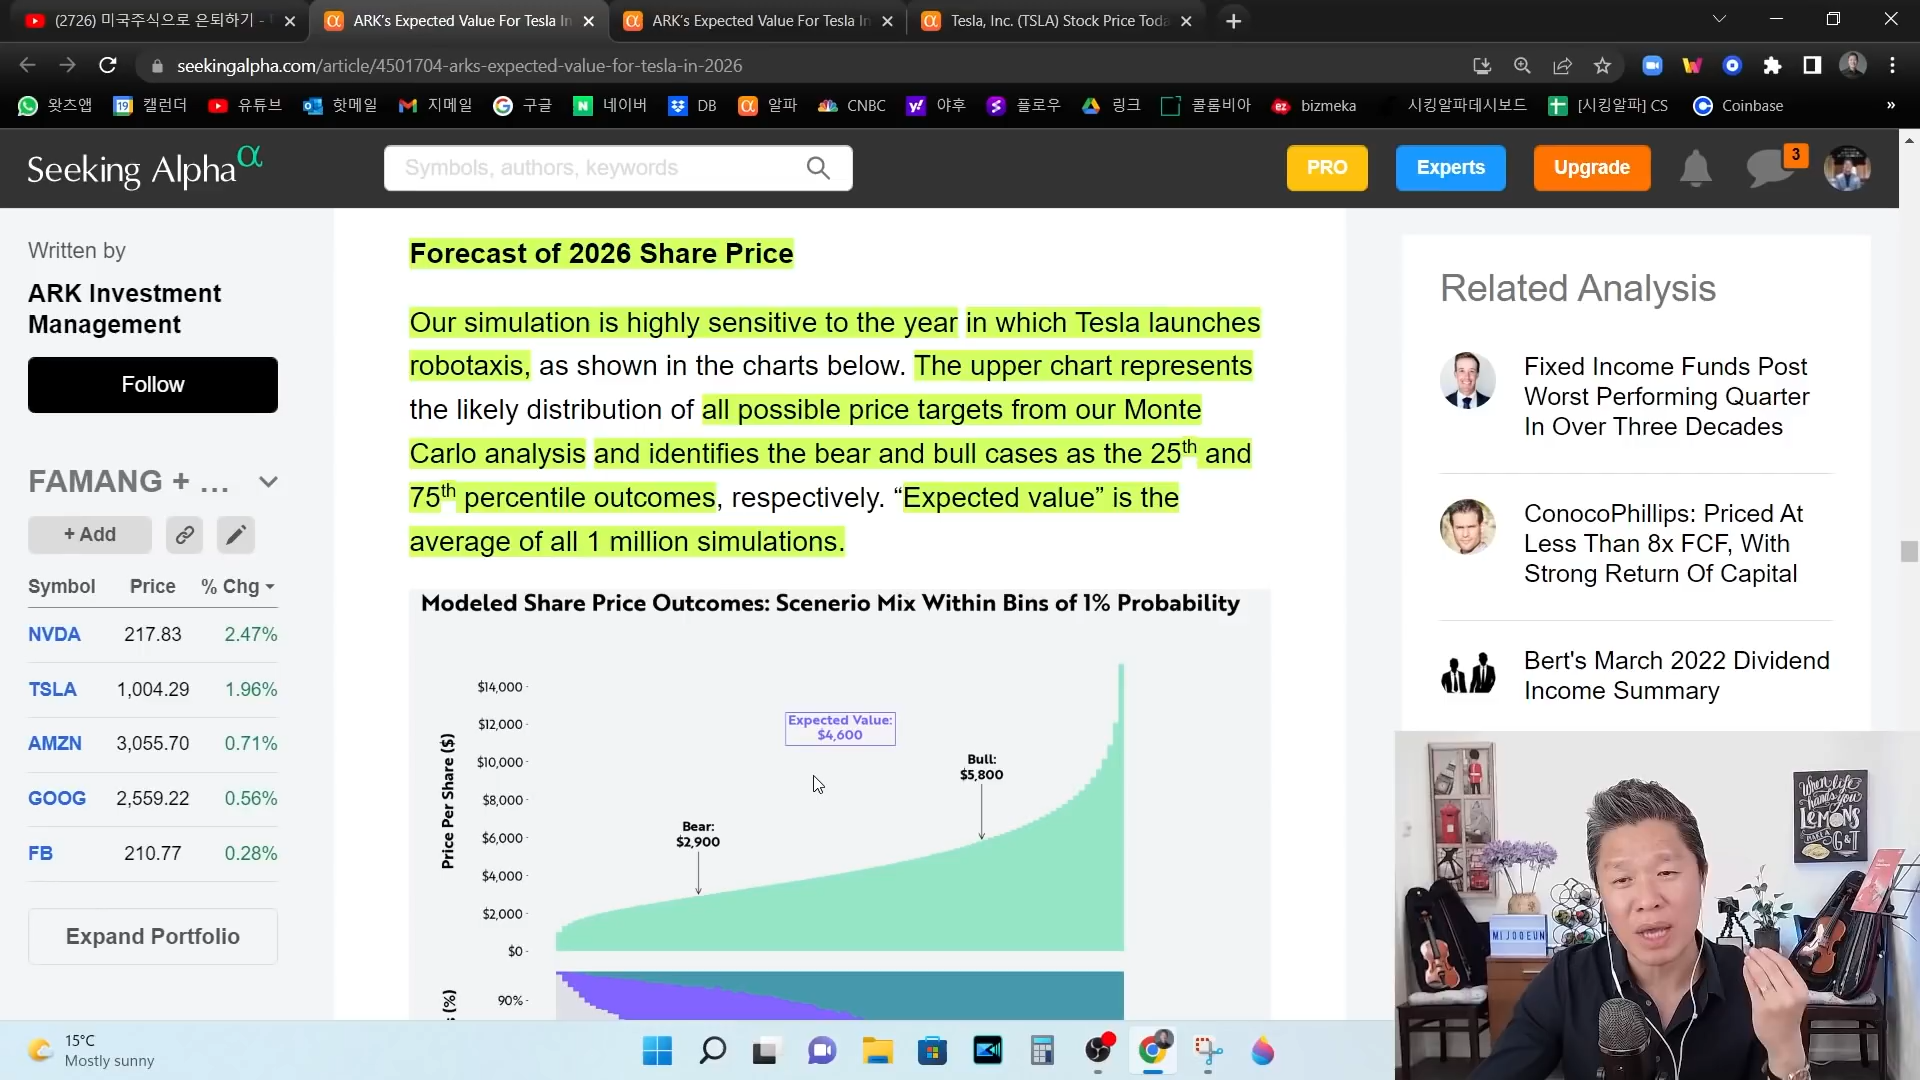 (2726) 미국주식으로 은퇴하기 -
ARK's Expected Value For Tesla In
ARK's Expected Value For Tesla In
Tesla, Inc. (TSLA) Stock Price Toda
seekingalpha.com/article/4501704-arks-expected-value-for-tesla-in-2026
왓츠앱
19
캘린더
유튜브
핫메일
지메일
구글
N
네이버
DB
알파
CNBC
y!
야후
플로우
링크
콜롬비아
ez
bizmeka
시킹알파데시보드
[시킹알파] CS
Coinbase
»
Seeking Alpha α
Symbols, authors, keywords
PRO
Experts
Upgrade
3
Written by
ARK Investment
Management
Follow
FAMANG + ...
+ Add
Symbol Price % Chg
NVDA 217.83 2.47%
TSLA 1,004.29 1.96%
AMZN 3,055.70 0.71%
GOOG 2,559.22 0.56%
FB 210.77 0.28%
Expand Portfolio
Forecast of 2026 Share Price
Our simulation is highly sensitive to the year in which Tesla launches
robotaxis, as shown in the charts below. The upper chart represents
the likely distribution of all possible price targets from our Monte
Carlo analysis and identifies the bear and bull cases as the 25th and
75th percentile outcomes, respectively. “Expected value” is the
average of all 1 million simulations.
Modeled Share Price Outcomes: Scenerio Mix Within Bins of 1% Probability
Price Per Share ($)
$14,000
$12,000
$10,000
$8,000
$6,000
$4,000
$2,000
$0
Expected Value:
$4,600
Bull:
$5,800
Bear:
$2,900
90%
(%)
Related Analysis
Fixed Income Funds Post
Worst Performing Quarter
In Over Three Decades
ConocoPhillips: Priced At
Less Than 8x FCF, With
Strong Return Of Capital
Bert's March 2022 Dividend
Income Summary
When life
hands you
LEMONS
G&T
MIJOOEUN
15°C
Mostly sunny